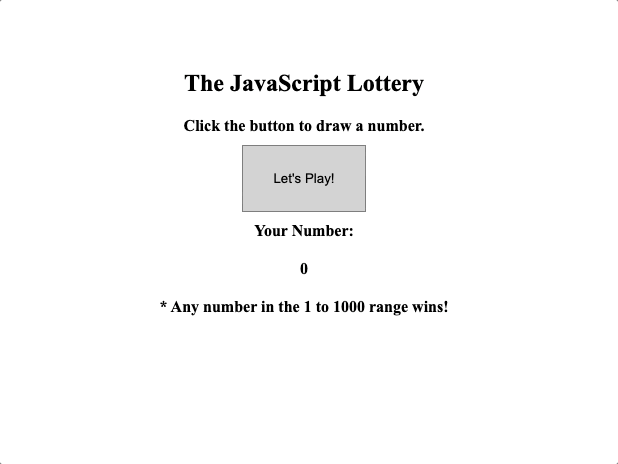 The JavaScript Lottery
Click the button to draw a number.
Let's Play!
Your Number:
0
* Any number in the 1 to 1000 range wins!